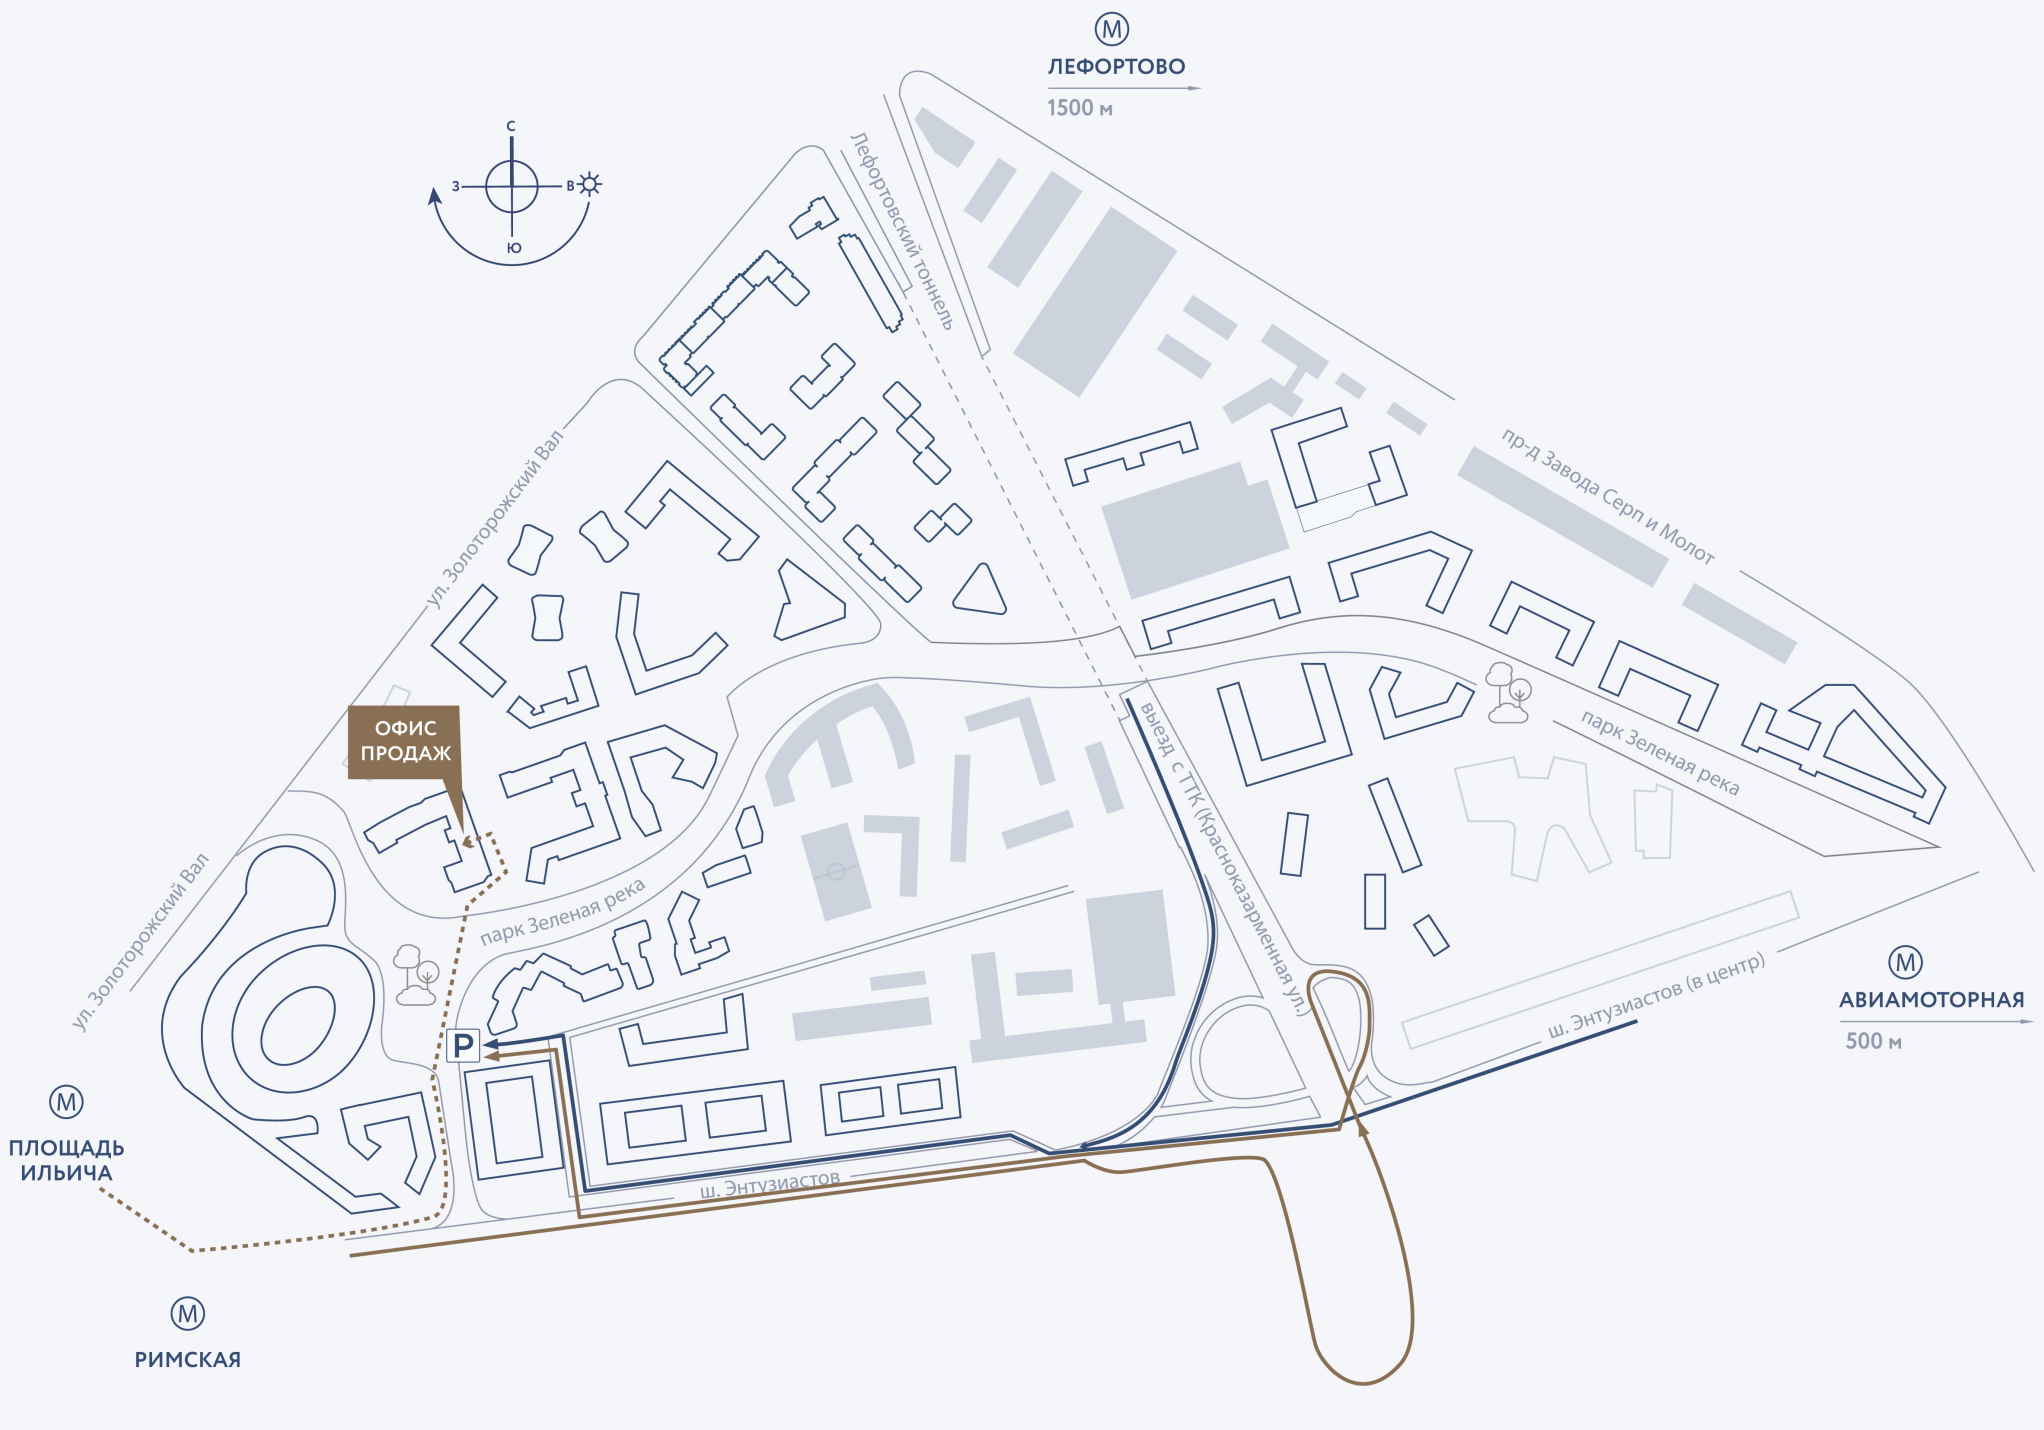 М
ЛЕФОРТОВО
1500 м
С
З
В
Ю
Лефортовский тоннель
ул. Золоторожский Вал
пр-д Завода Серп и Молот
ОФИС
ПРОДАЖ
выезд с ТТК (Красноказарменная ул.)
парк Зеленая река
ул. Золоторожский Вал
парк Зеленая река
ш. Энтузиастов (в центр)
М
АВИАМОТОРНАЯ
500 м
P
М
ПЛОЩАДЬ
ИЛЬИЧА
ш. Энтузиастов
М
РИМСКАЯ